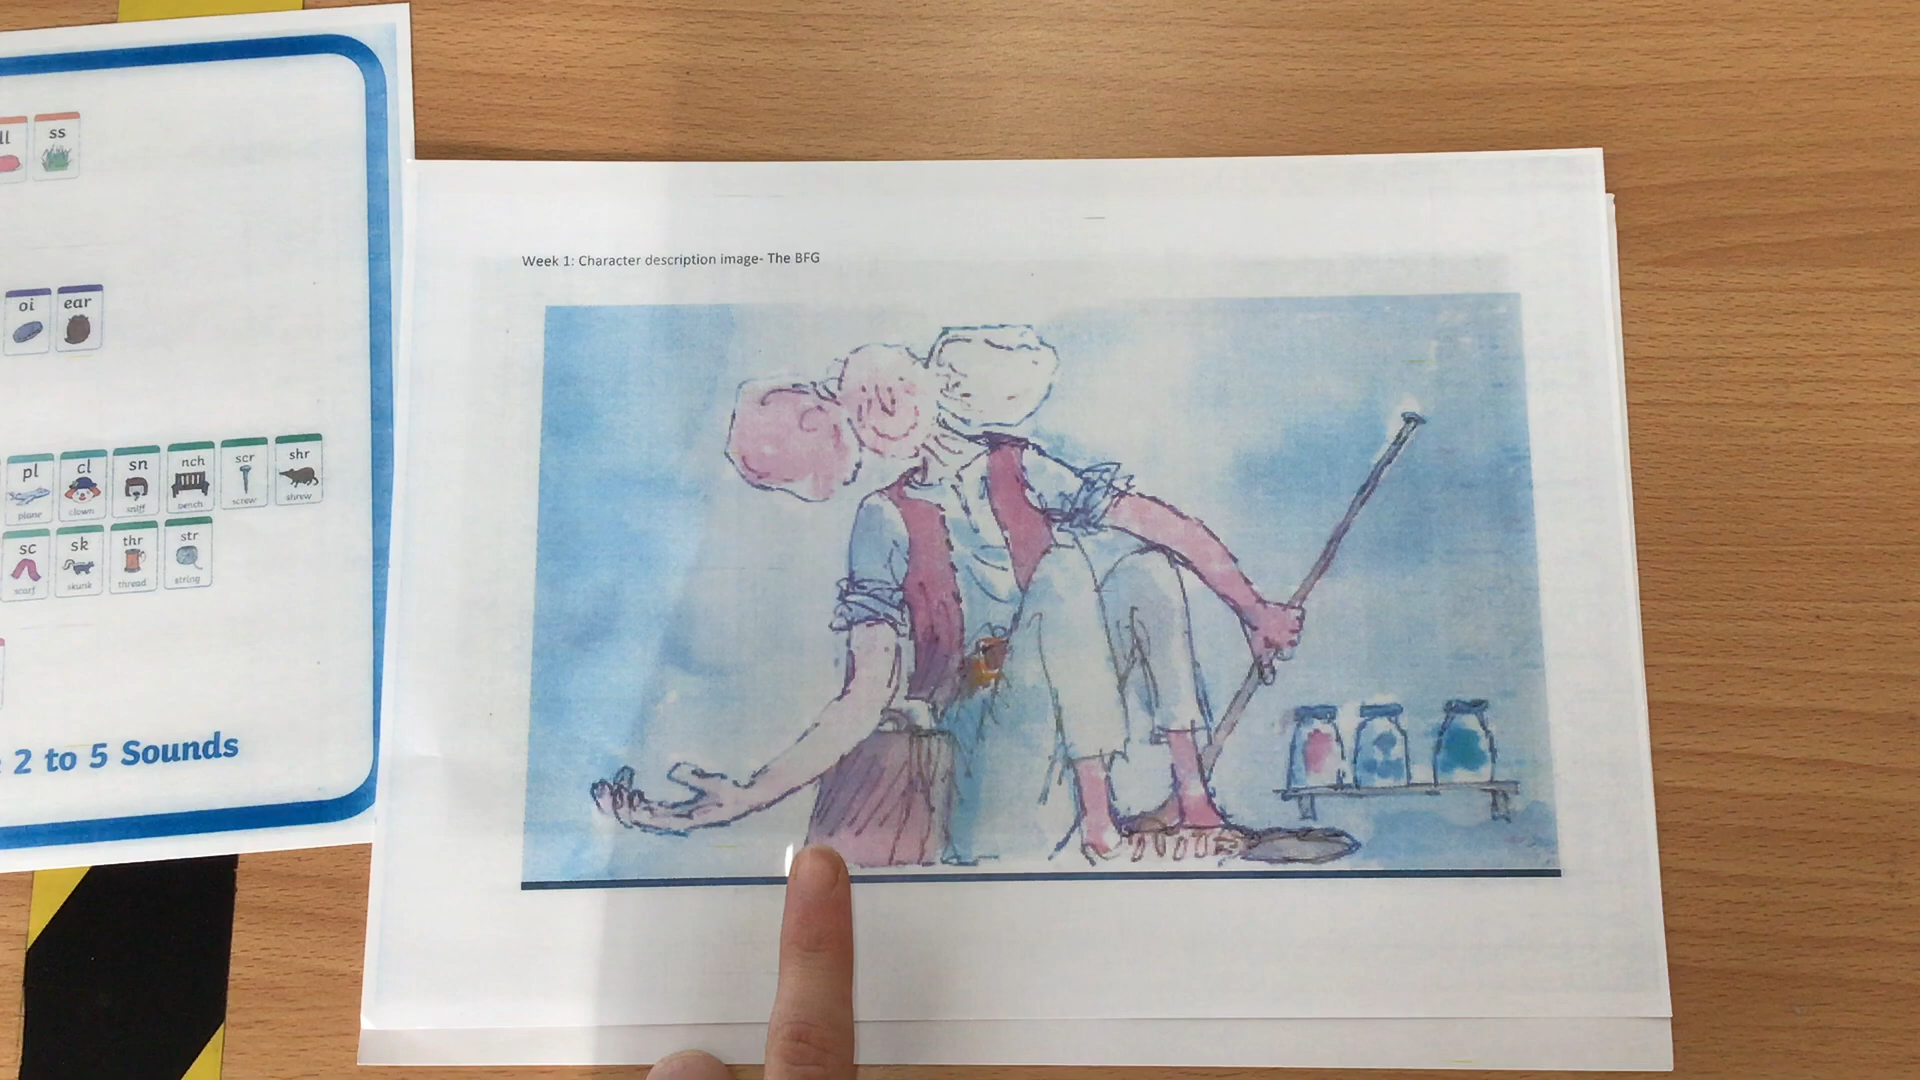 ll ss
oi ear
pl cl sn nch scr shr
plane clown sniff bench screw shrew
sc sk thr str
scarf skunk thread string
2 to 5 Sounds
Week 1: Character description image- The BFG